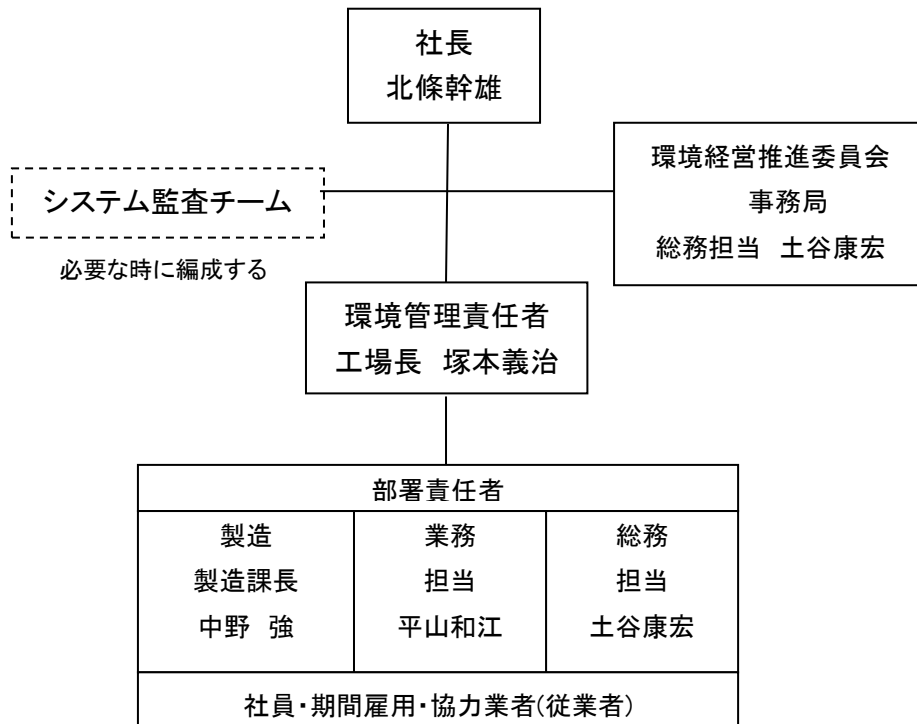 社長
北條幹雄
環境経営推進委員会
事務局
総務担当　土谷康宏
システム監査チーム
必要な時に編成する
環境管理責任者
工場長　塚本義治
部署責任者
製造
製造課長
中野　強
業務
担当
平山和江
総務
担当
土谷康宏
社員・期間雇用・協力業者(従業者)